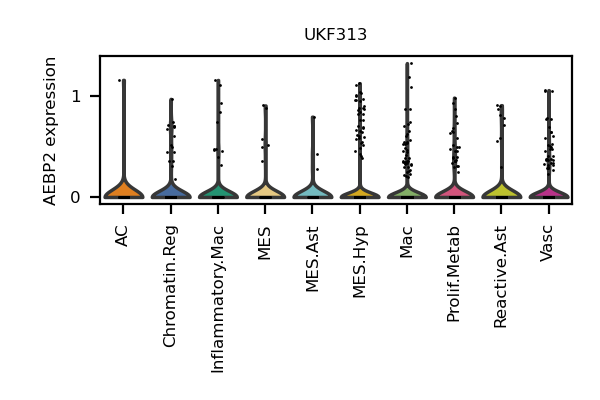 UKF313
AEBP2 expression
1
0
AC
Chromatin.Reg
Inflammatory.Mac
MES
MES.Ast
MES.Hyp
Mac
Prolif.Metab
Reactive.Ast
Vasc